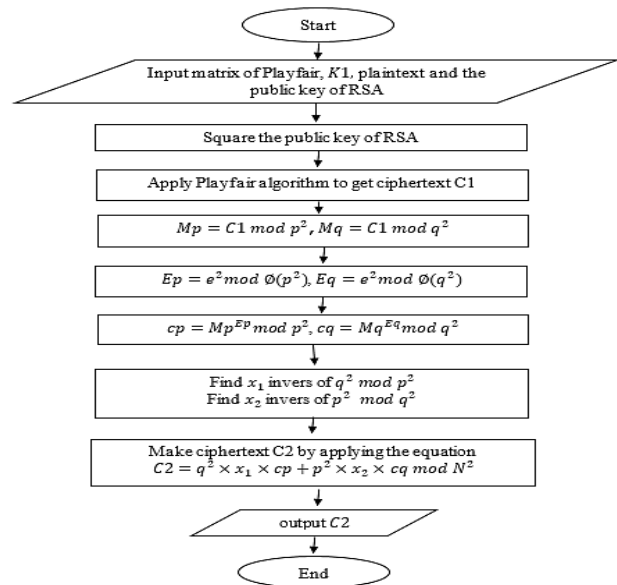 Start
Input matrix of Playfair, K1, plaintext and the
public key of RSA
Square the public key of RSA
Apply Playfair algorithm to get ciphertext C1
Mp = C1 mod p², Mq = C1 mod q²
Ep = e² mod Ø(p²), Eq = e² mod Ø(q²)
cp = Mp^Ep mod p², cq = Mq^Eq mod q²
Find x₁ invers of q² mod p²
Find x₂ invers of p² mod q²
Make ciphertext C2 by applying the equation
C2 = q² × x₁ × cp + p² × x₂ × cq mod N²
output C2
End